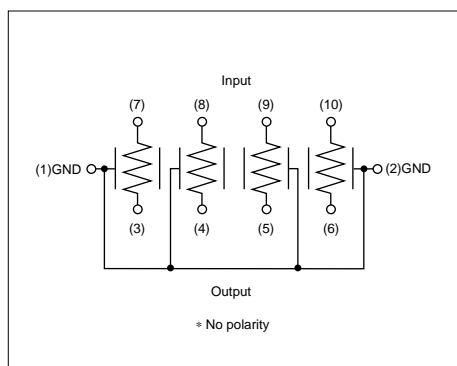 Input
(7) (8) (9) (10)
(1)GND (2)GND
(3) (4) (5) (6)
Output
* No polarity